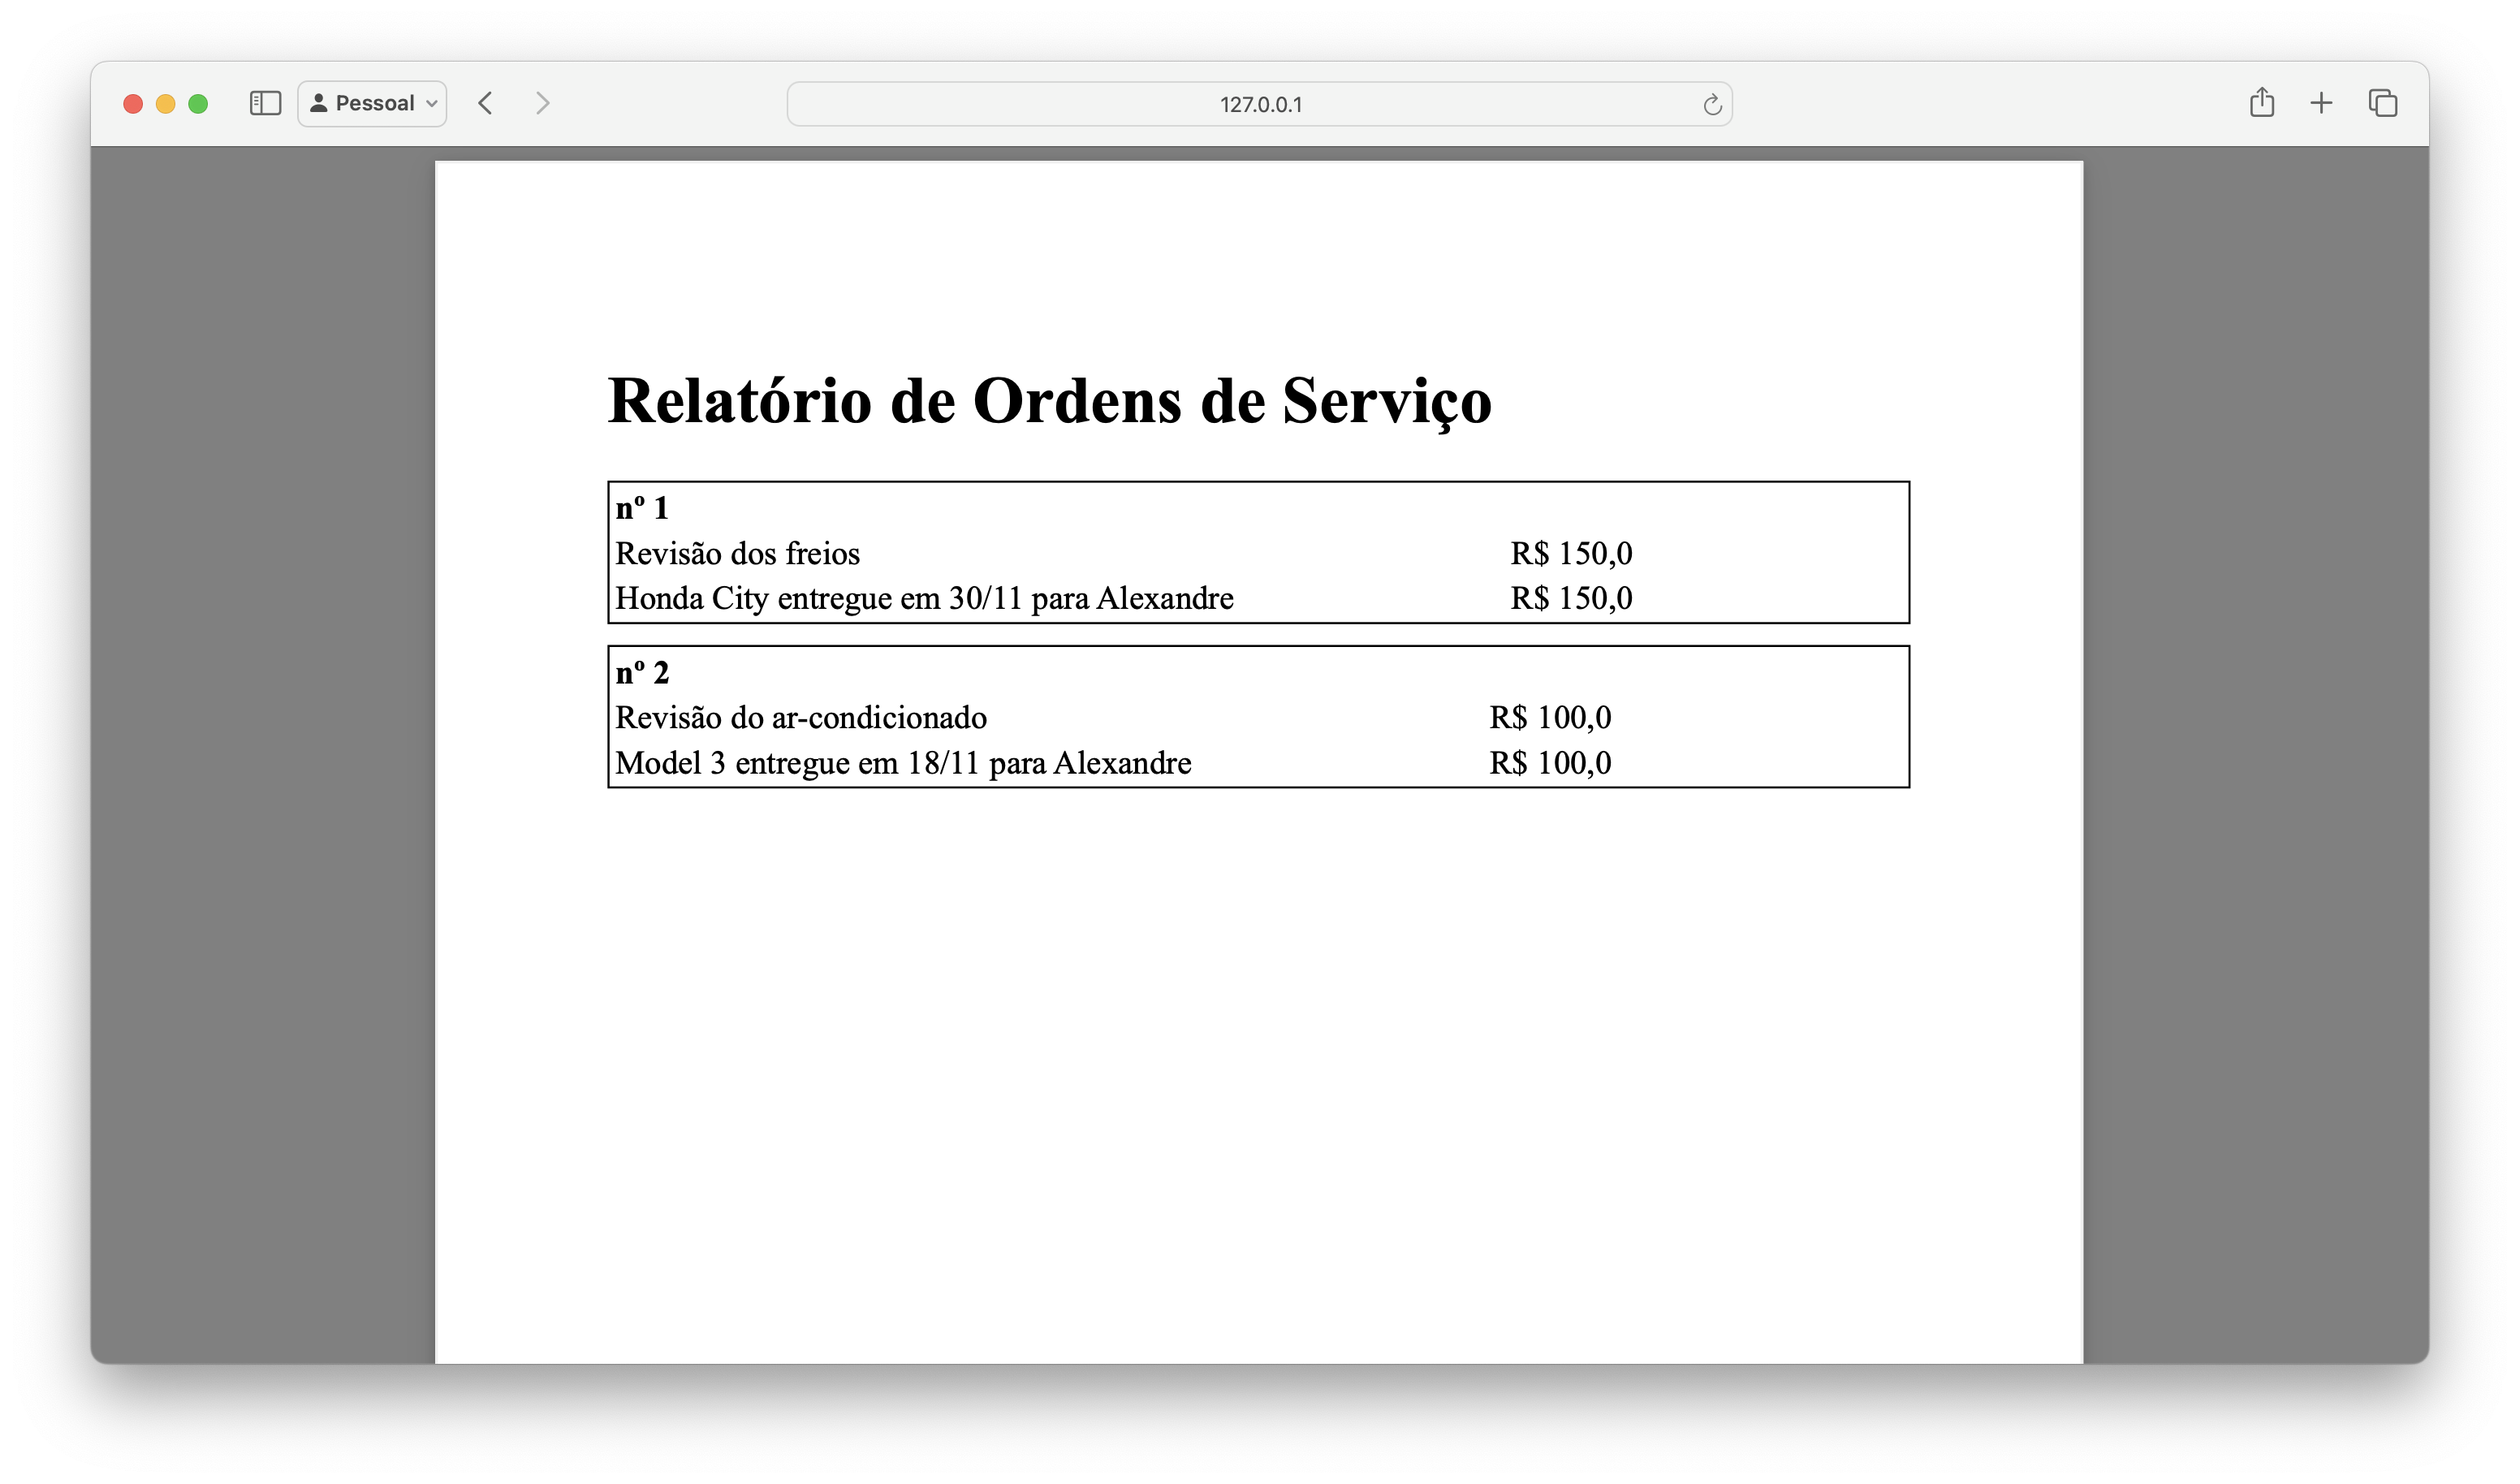 Pessoal
127.0.0.1
Relatório de Ordens de Serviço
nº 1
Revisão dos freios R$ 150,0
Honda City entregue em 30/11 para Alexandre R$ 150,0
nº 2
Revisão do ar-condicionado R$ 100,0
Model 3 entregue em 18/11 para Alexandre R$ 100,0